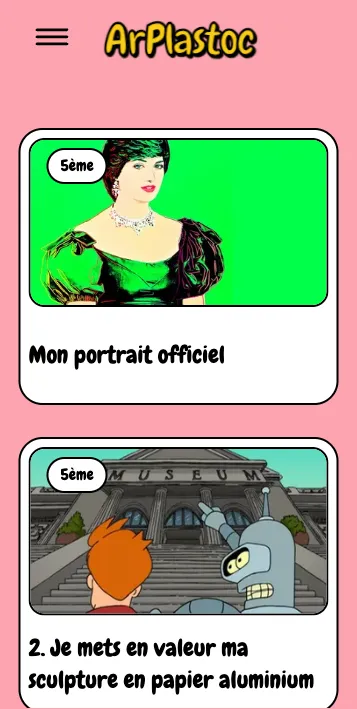 ArPlastoc
5ème
Mon portrait officiel
5ème
MUSEUM
2. Je mets en valeur ma
sculpture en papier aluminium